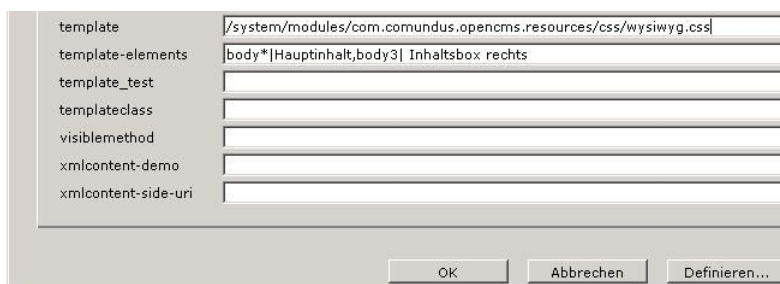 template /system/modules/com.comundus.opencms.resources/css/wysiwyg.css
template-elements body*|Hauptinhalt,body3| Inhaltsbox rechts
template_test
templateclass
visiblemethod
xmlcontent-demo
xmlcontent-side-uri
OK Abbrechen Definieren...